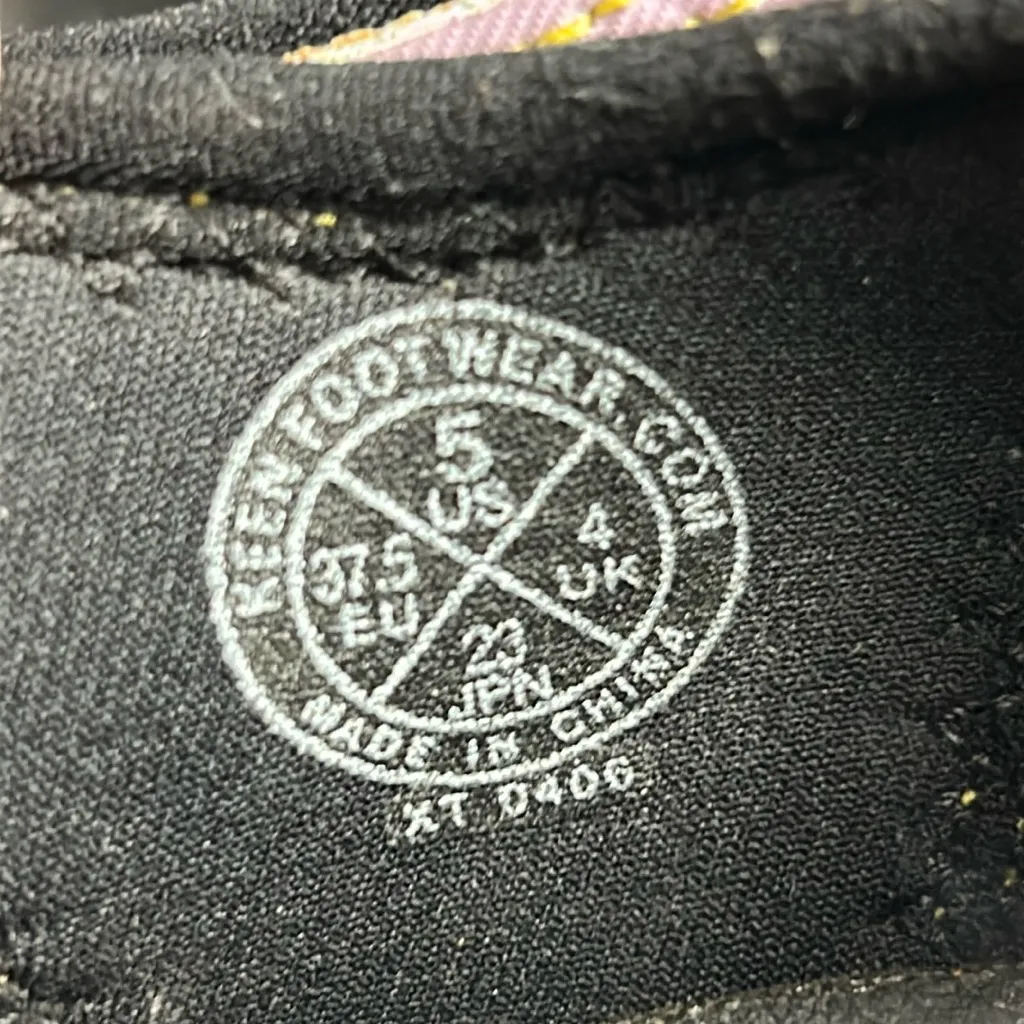 KEENFOOTWEAR.COM
5
US
4
UK
37.5
EU
23
JPN
MADE IN CHINA
XT 0406